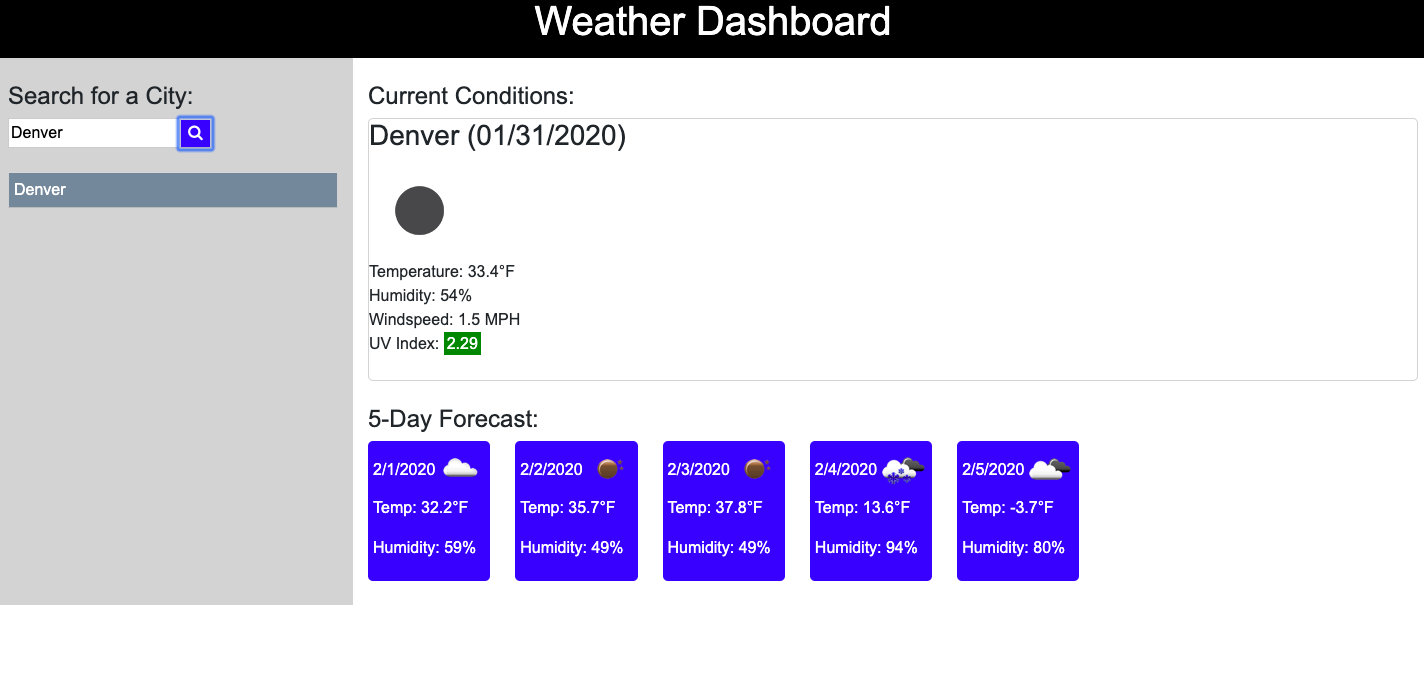 Weather Dashboard
Search for a City:
Denver
Denver
Current Conditions:
Denver (01/31/2020)
Temperature: 33.4°F
Humidity: 54%
Windspeed: 1.5 MPH
UV Index: 2.29
5-Day Forecast:
2/1/2020
Temp: 32.2°F
Humidity: 59%
2/2/2020
Temp: 35.7°F
Humidity: 49%
2/3/2020
Temp: 37.8°F
Humidity: 49%
2/4/2020
Temp: 13.6°F
Humidity: 94%
2/5/2020
Temp: -3.7°F
Humidity: 80%